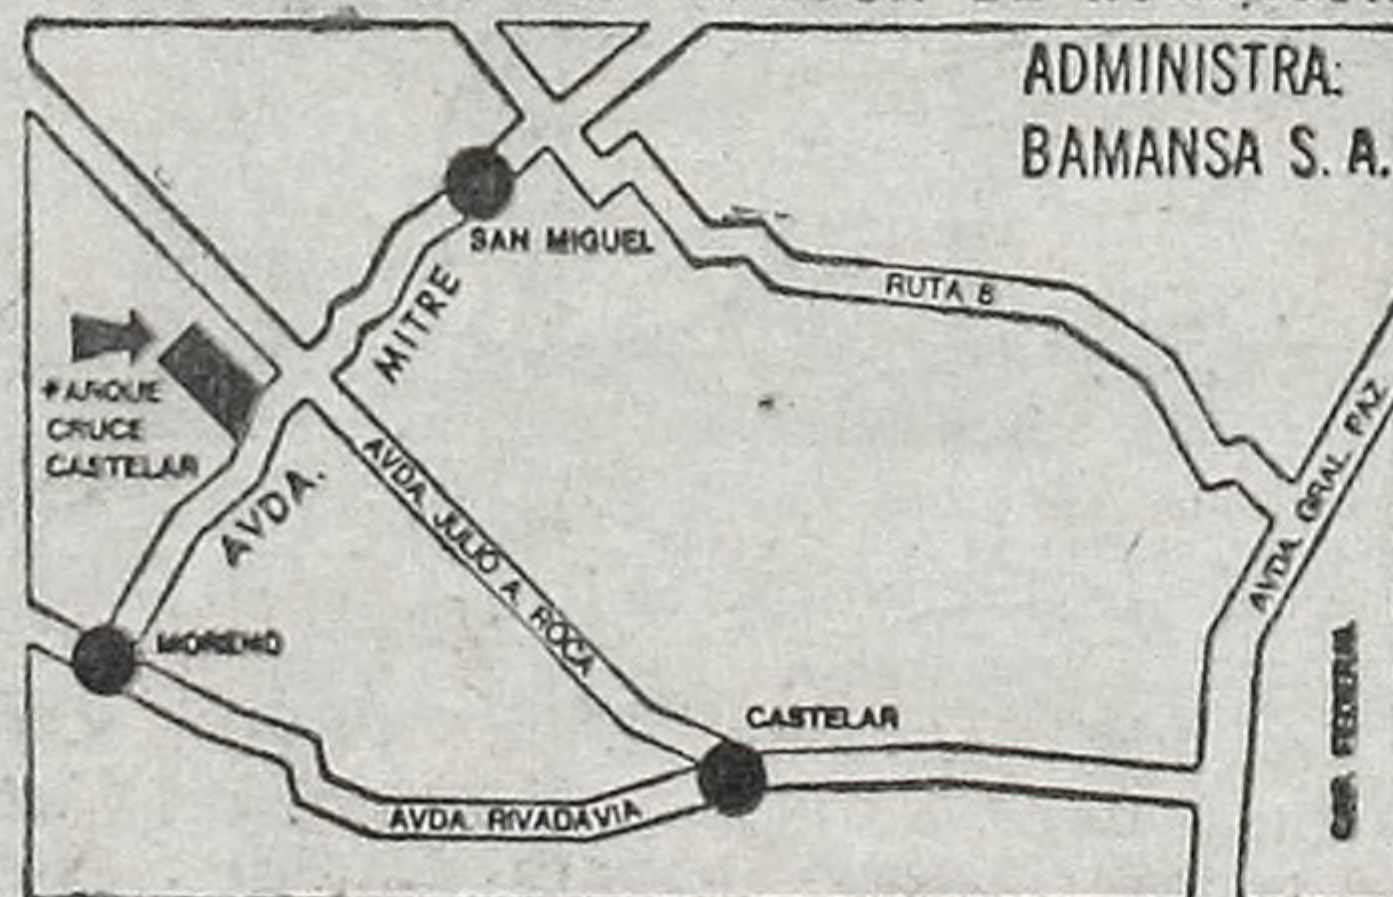 ADMINISTRA:
BAMANSA S. A.
SAN MIGUEL
RUTA 8
MITRE
AVDA.
PARQUE
CRUCE
CASTELAR
AVDA. JULIO A. ROCA
AVDA. GRAL. PAZ
MORENO
CASTELAR
AVDA. RIVADAVIA
CAP. FEDERAL